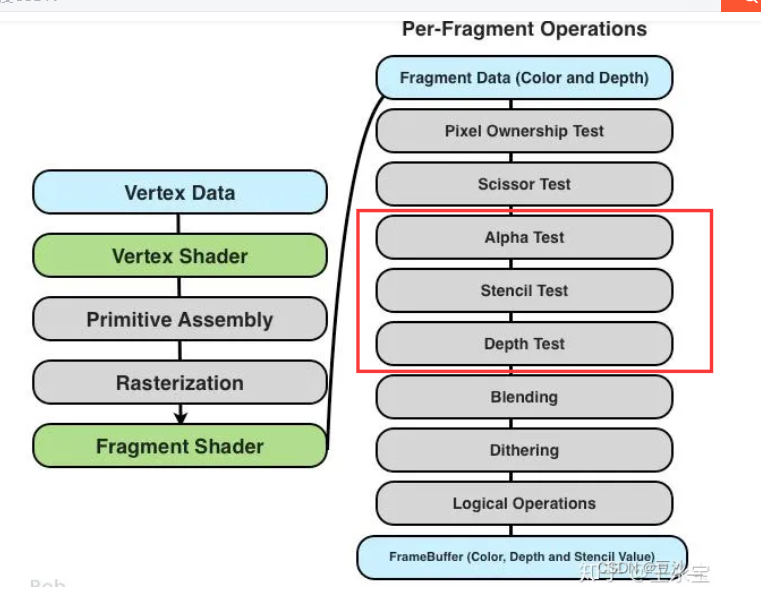 Per-Fragment Operations
Fragment Data (Color and Depth)
Pixel Ownership Test
Scissor Test
Alpha Test
Stencil Test
Depth Test
Blending
Dithering
Logical Operations
FrameBuffer (Color, Depth and Stencil Value)
Vertex Data
Vertex Shader
Primitive Assembly
Rasterization
Fragment Shader
CSDN @豆沙
知乎